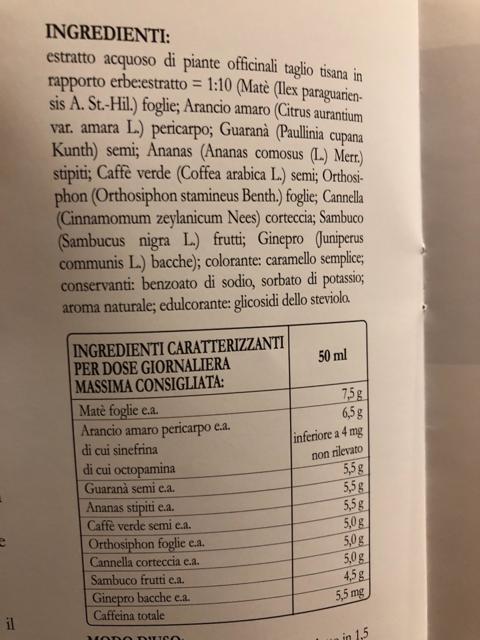 INGREDIENTI:
estratto acquoso di piante officinali taglio tisana in
rapporto erbe:estratto = 1:10 (Matè (Ilex paraguarien-
sis A. St.-Hil.) foglie; Arancio amaro (Citrus aurantium
var. amara L.) pericarpo; Guaranà (Paullinia cupana
Kunth) semi; Ananas (Ananas comosus (L.) Merr.)
stipiti; Caffè verde (Coffea arabica L.) semi; Orthosi-
phon (Orthosiphon stamineus Benth.) foglie; Cannella
(Cinnamomum zeylanicum Nees) corteccia; Sambuco
(Sambucus nigra L.) frutti; Ginepro (Juniperus
communis L.) bacche); colorante: caramello semplice;
conservanti: benzoato di sodio, sorbato di potassio;
aroma naturale; edulcorante: glicosidi dello steviolo.
INGREDIENTI CARATTERIZZANTI
PER DOSE GIORNALIERA
MASSIMA CONSIGLIATA:
50 ml
Matè foglie e.a. 7,5 g
Arancio amaro pericarpo e.a. 6,5 g
di cui sinefrina inferiore a 4 mg
di cui octopamina non rilevato
Guaranà semi e.a. 5,5 g
Ananas stipiti e.a. 5,5 g
Caffè verde semi e.a. 5,5 g
Orthosiphon foglie e.a. 5,0 g
Cannella corteccia e.a. 5,0 g
Sambuco frutti e.a. 5,0 g
Ginepro bacche e.a. 4,5 g
Caffeina totale 5,5 mg
il
in 1,5